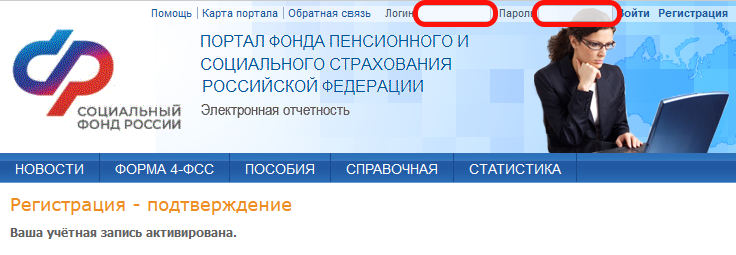 Помощь Карта портала Обратная связь Логин Пароль Войти Регистрация
ПОРТАЛ ФОНДА ПЕНСИОННОГО И
СОЦИАЛЬНОГО СТРАХОВАНИЯ
РОССИЙСКОЙ ФЕДЕРАЦИИ
Электронная отчетность
СОЦИАЛЬНЫЙ
ФОНД РОССИИ
НОВОСТИ ФОРМА 4-ФСС ПОСОБИЯ СПРАВОЧНАЯ СТАТИСТИКА
Регистрация - подтверждение
Ваша учётная запись активирована.